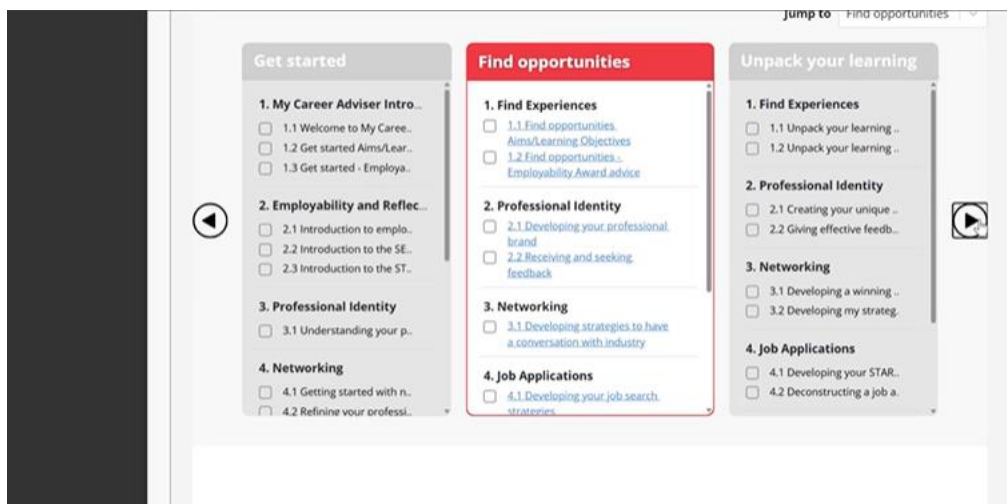 Jump to Find opportunities
Get started
1. My Career Adviser Intro...
1.1 Welcome to My Caree..
1.2 Get started Aims/Lear..
1.3 Get started - Employa..
2. Employability and Reflec...
2.1 Introduction to emplo..
2.2 Introduction to the SE..
2.3 Introduction to the ST..
3. Professional Identity
3.1 Understanding your p..
4. Networking
4.1 Getting started with n..
4.2 Refining your professi..
Find opportunities
1. Find Experiences
1.1 Find opportunities
Aims/Learning Objectives
1.2 Find opportunities -
Employability Award advice
2. Professional Identity
2.1 Developing your professional
brand
2.2 Receiving and seeking
feedback
3. Networking
3.1 Developing strategies to have
a conversation with industry
4. Job Applications
4.1 Developing your job search
strategies
Unpack your learning
1. Find Experiences
1.1 Unpack your learning ..
1.2 Unpack your learning ..
2. Professional Identity
2.1 Creating your unique ..
2.2 Giving effective feedb..
3. Networking
3.1 Developing a winning ..
3.2 Developing my strateg.
4. Job Applications
4.1 Developing your STAR..
4.2 Deconstructing a job a.